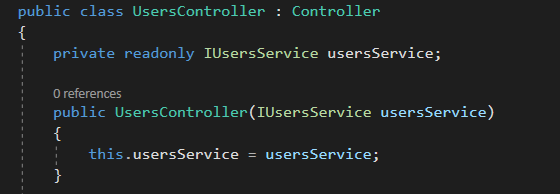 public class UsersController : Controller
{
private readonly IUsersService usersService;
0 references
public UsersController(IUsersService usersService)
{
this.usersService = usersService;
}